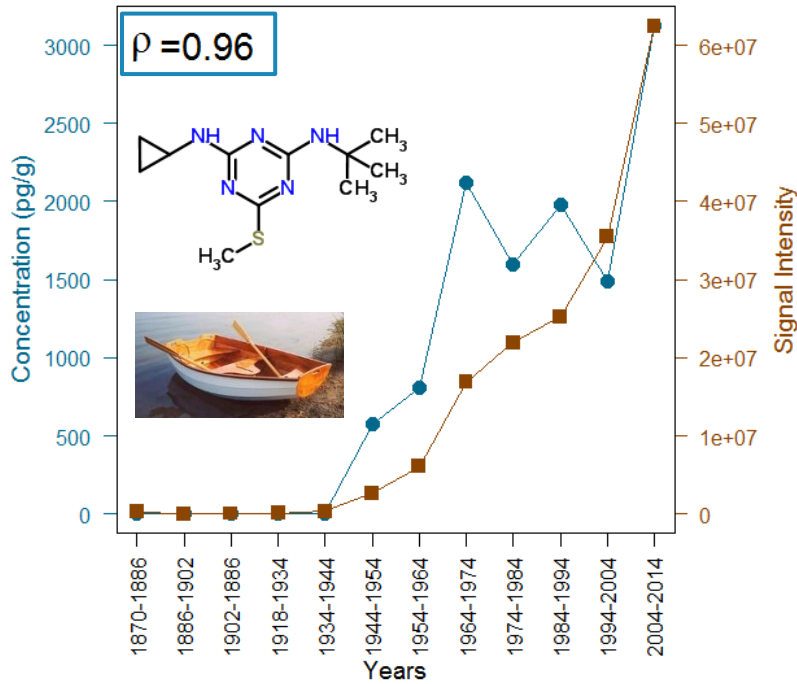 ρ =0.96
3000
2500
2000
1500
1000
500
0
Concentration (pg/g)
6e+07
5e+07
4e+07
3e+07
2e+07
1e+07
0
Signal Intensity
NH
N
NH
CH3
CH3
CH3
N
N
S
H3C
1870-1886
1886-1902
1902-1886
1918-1934
1934-1944
1944-1954
1954-1964
1964-1974
1974-1984
1984-1994
1994-2004
2004-2014
Years